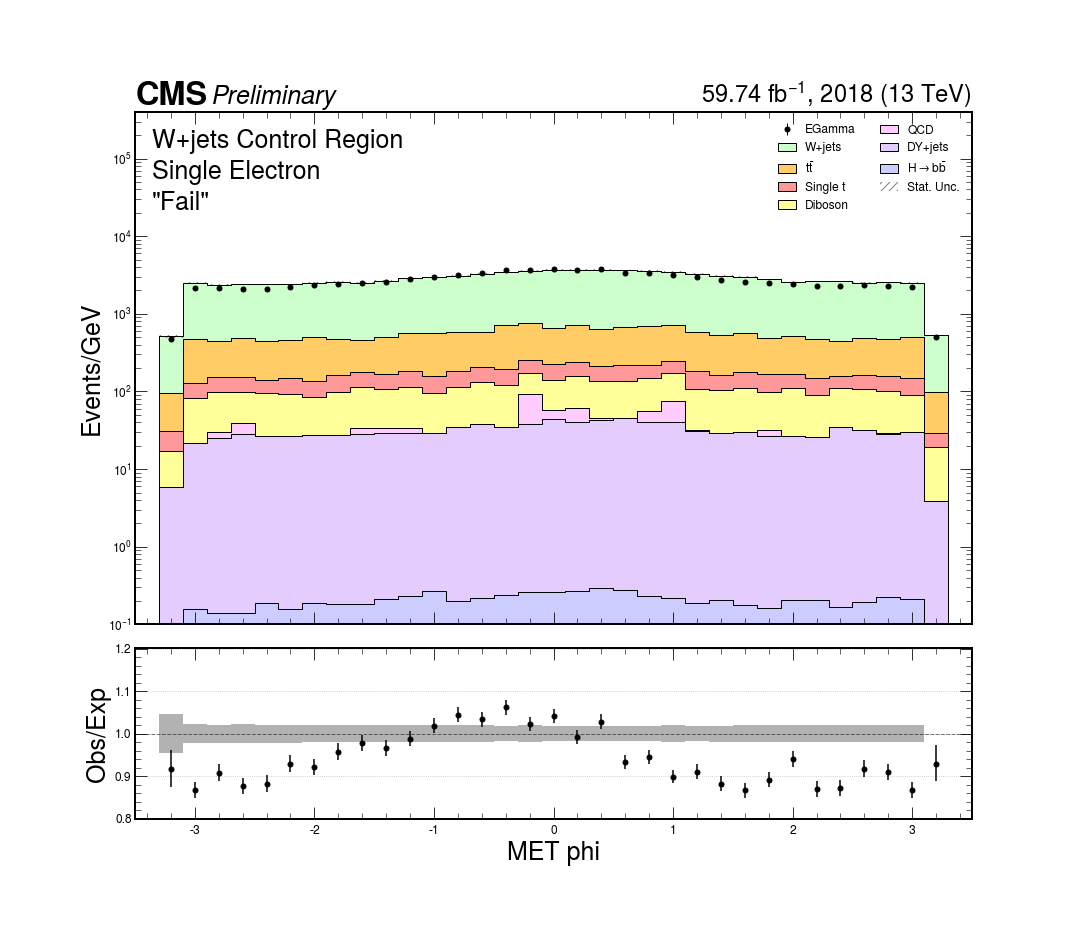 CMS Preliminary 59.74 fb⁻¹, 2018 (13 TeV)
W+jets Control Region
Single Electron
"Fail"
EGamma
W+jets
tt̄
Single t
Diboson
QCD
DY+jets
H→bb̄
Stat. Unc.
Events/GeV
10⁵
10⁴
10³
10²
10¹
10⁰
10⁻¹
Obs/Exp
1.2
1.1
1.0
0.9
0.8
-3 -2 -1 0 1 2 3
MET phi